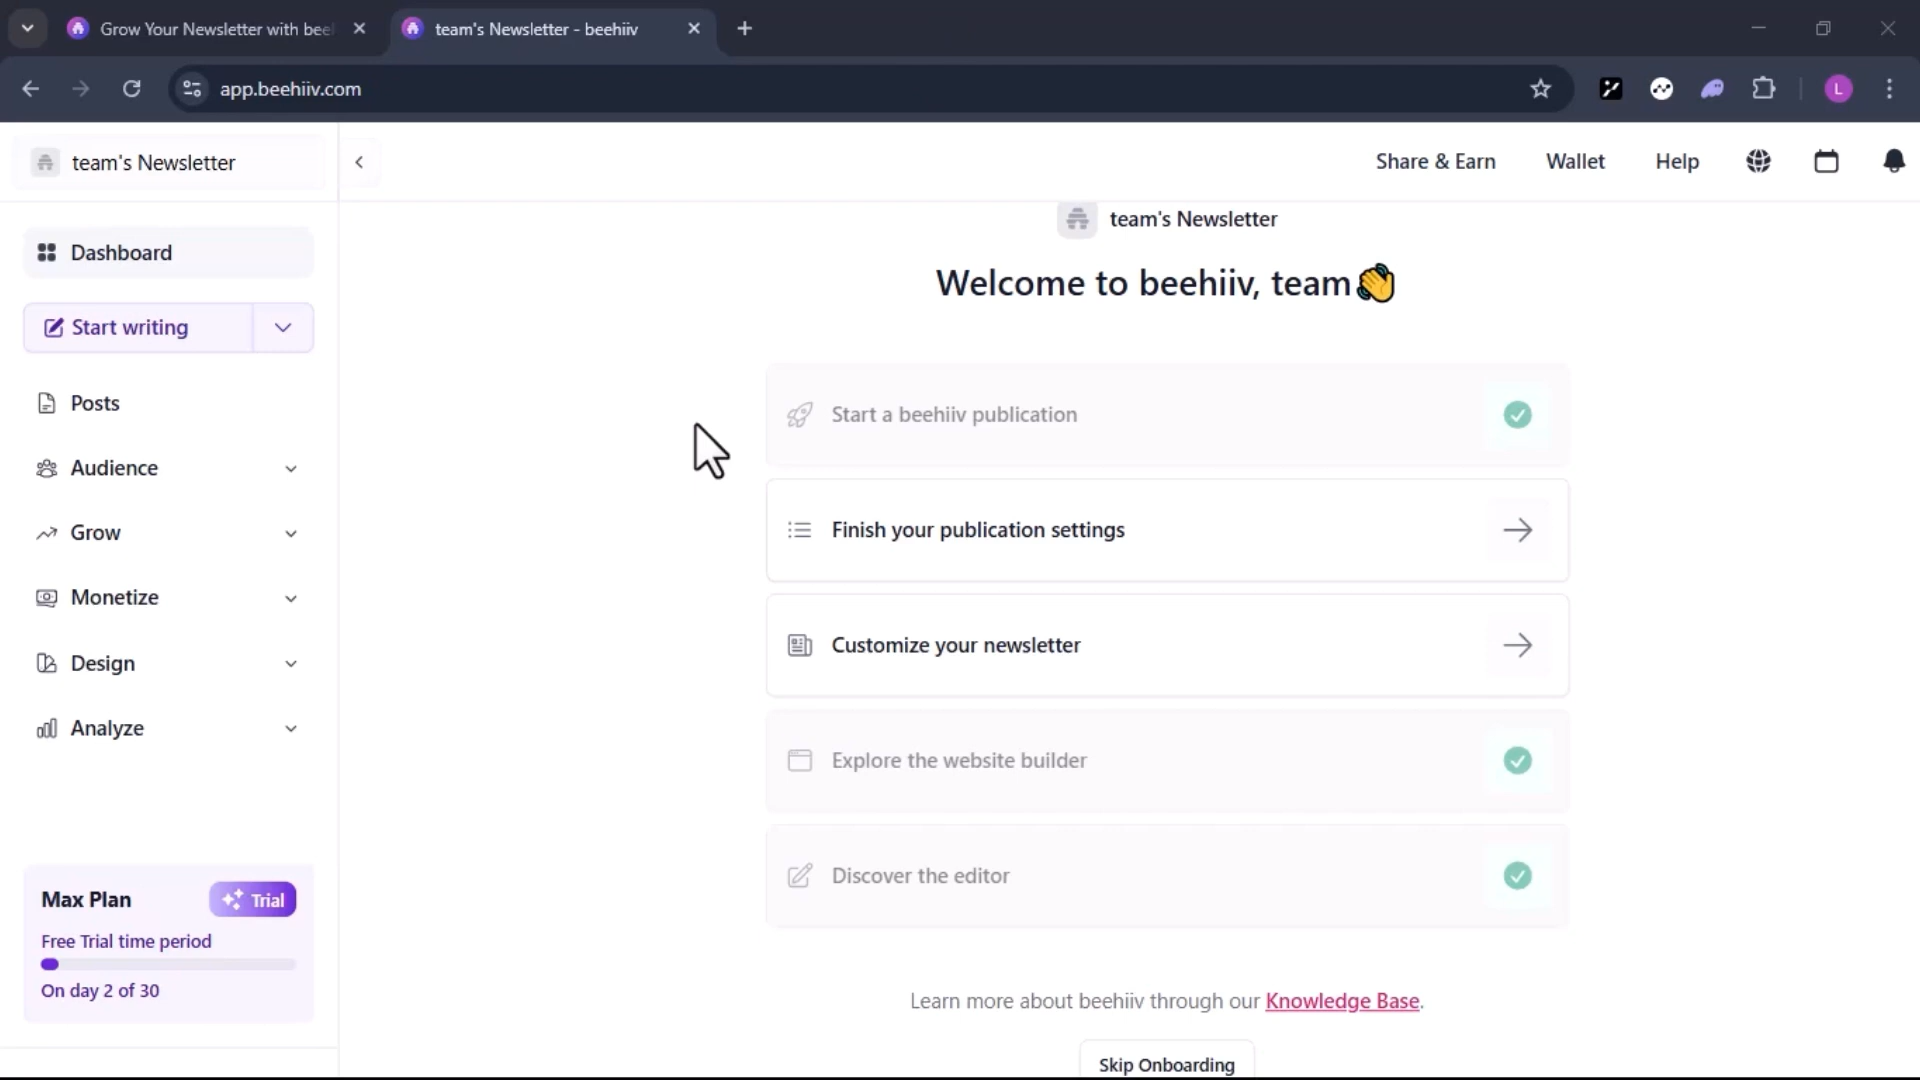 Grow Your Newsletter with bee
team's Newsletter - beehiiv
app.beehiiv.com
L
team's Newsletter
Share & Earn
Wallet
Help
Dashboard
Start writing
Posts
Audience
Grow
Monetize
Design
Analyze
Max Plan
Trial
Free Trial time period
On day 2 of 30
team's Newsletter
Welcome to beehiiv, team👋
Start a beehiiv publication
Finish your publication settings
Customize your newsletter
Explore the website builder
Discover the editor
Learn more about beehiiv through our Knowledge Base.
Skip Onboarding